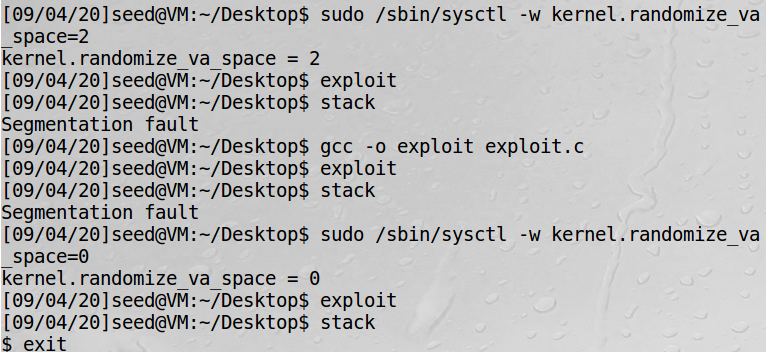 [09/04/20]seed@VM:~/Desktop$ sudo /sbin/sysctl -w kernel.randomize_va
_space=2
kernel.randomize_va_space = 2
[09/04/20]seed@VM:~/Desktop$ exploit
[09/04/20]seed@VM:~/Desktop$ stack
Segmentation fault
[09/04/20]seed@VM:~/Desktop$ gcc -o exploit exploit.c
[09/04/20]seed@VM:~/Desktop$ exploit
[09/04/20]seed@VM:~/Desktop$ stack
Segmentation fault
[09/04/20]seed@VM:~/Desktop$ sudo /sbin/sysctl -w kernel.randomize_va
_space=0
kernel.randomize_va_space = 0
[09/04/20]seed@VM:~/Desktop$ exploit
[09/04/20]seed@VM:~/Desktop$ stack
$ exit